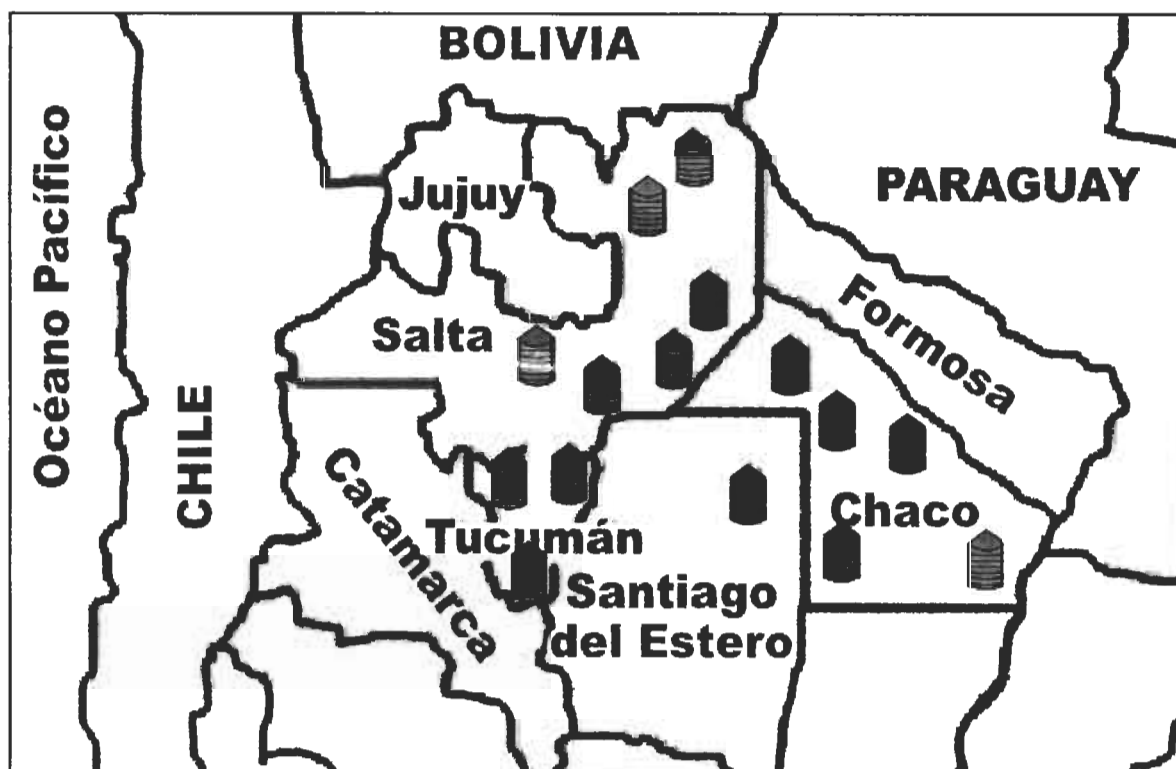 BOLIVIA
Océano Pacífico
PARAGUAY
Jujuy
Formosa
Salta
CHILE
Catamarca
Chaco
Tucumán
Santiago
del Estero